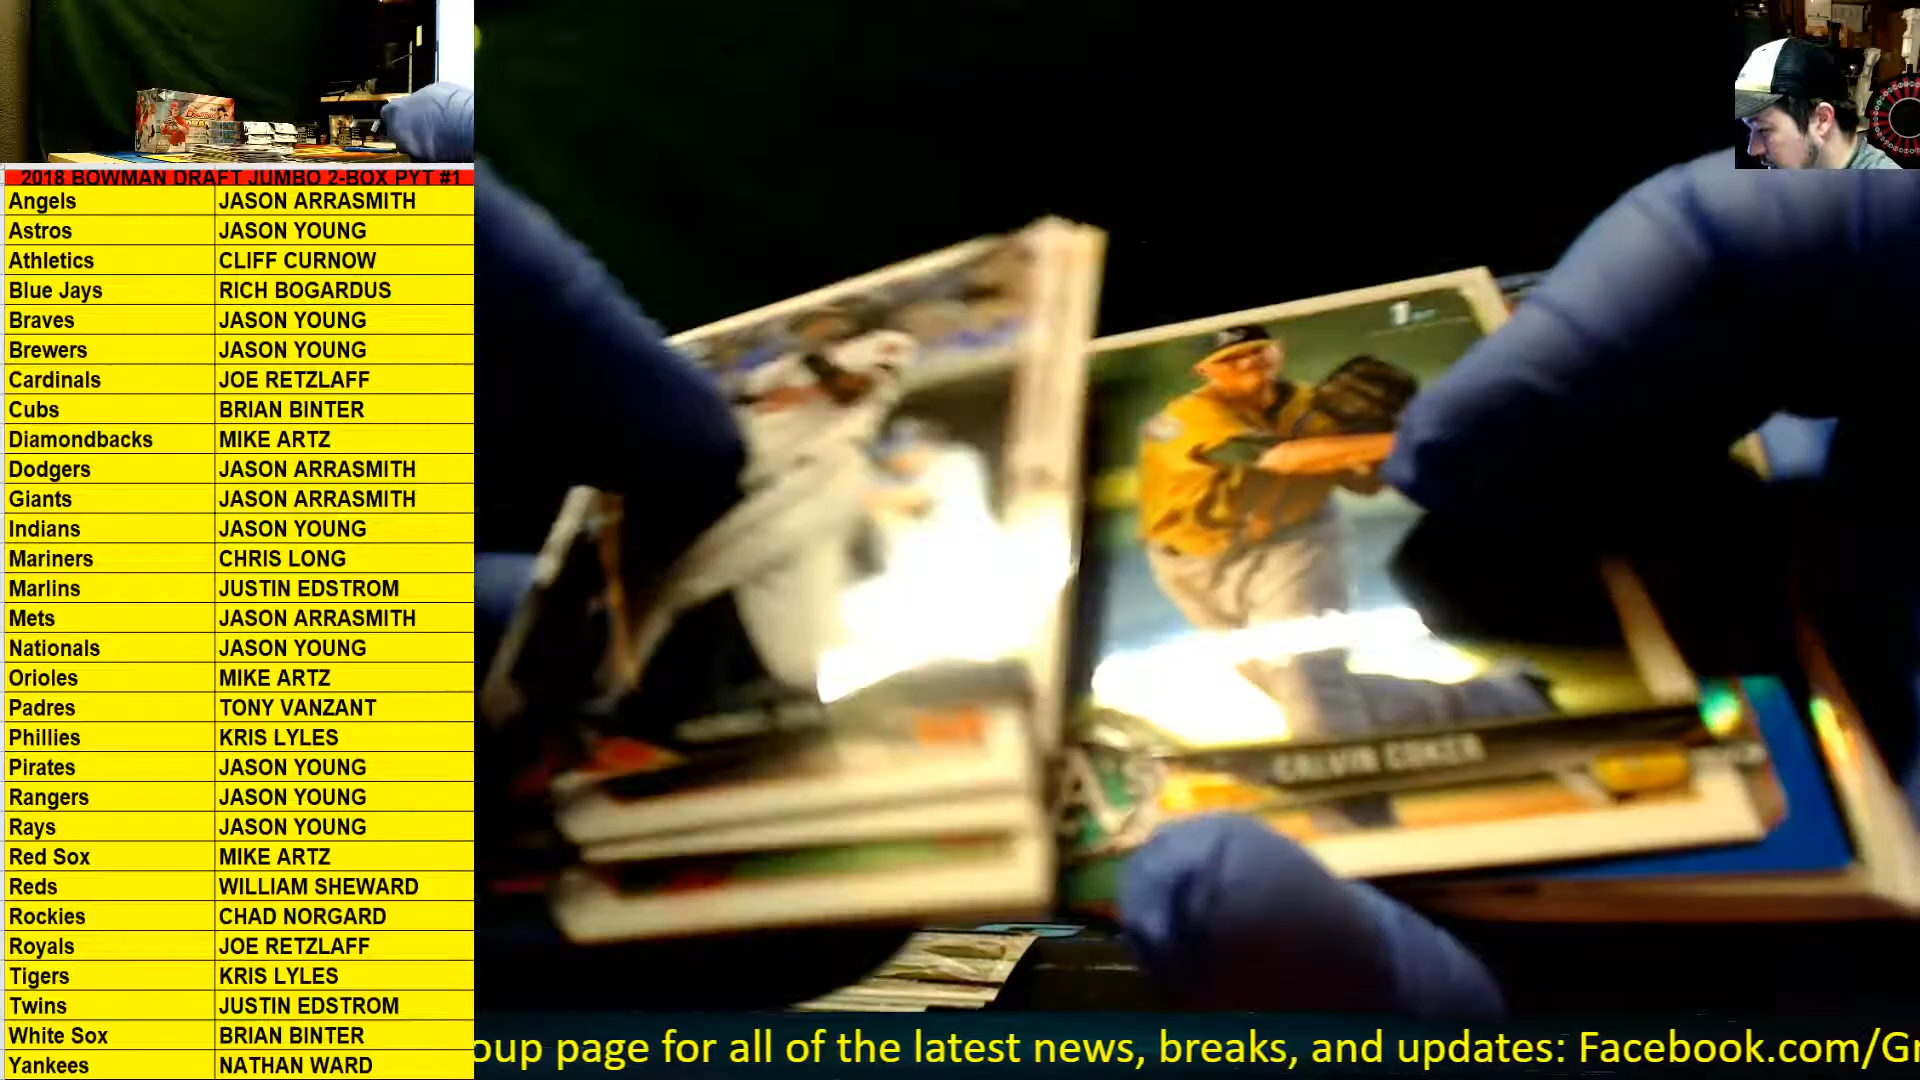 2018 BOWMAN DRAFT JUMBO 2-BOX PYT #1
Angels JASON ARRASMITH
Astros JASON YOUNG
Athletics CLIFF CURNOW
Blue Jays RICH BOGARDUS
Braves JASON YOUNG
Brewers JASON YOUNG
Cardinals JOE RETZLAFF
Cubs BRIAN BINTER
Diamondbacks MIKE ARTZ
Dodgers JASON ARRASMITH
Giants JASON ARRASMITH
Indians JASON YOUNG
Mariners CHRIS LONG
Marlins JUSTIN EDSTROM
Mets JASON ARRASMITH
Nationals JASON YOUNG
Orioles MIKE ARTZ
Padres TONY VANZANT
Phillies KRIS LYLES
Pirates JASON YOUNG
Rangers JASON YOUNG
Rays JASON YOUNG
Red Sox MIKE ARTZ
Reds WILLIAM SHEWARD
Rockies CHAD NORGARD
Royals JOE RETZLAFF
Tigers KRIS LYLES
Twins JUSTIN EDSTROM
White Sox BRIAN BINTER
Yankees NATHAN WARD
A's CALVIN COKER
oup page for all of the latest news, breaks, and updates: Facebook.com/Gr